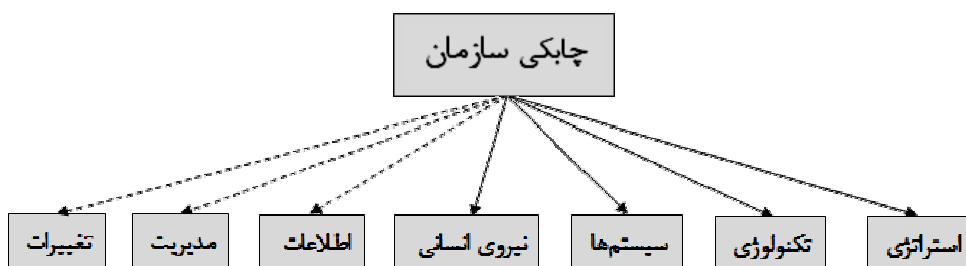 چابکی سازمان
استراتژی
تکنولوژی
سیستم‌ها
نیروی انسانی
اطلاعات
مدیریت
تغییرات